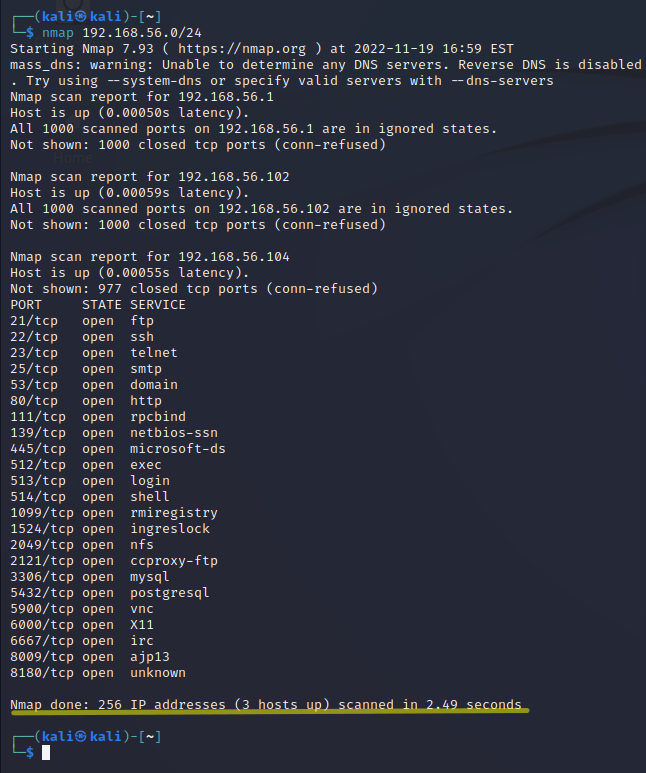 ┌──(kali㉿kali)-[~]
└─$ nmap 192.168.56.0/24
Starting Nmap 7.93 ( https://nmap.org ) at 2022-11-19 16:59 EST
mass_dns: warning: Unable to determine any DNS servers. Reverse DNS is disabled
. Try using --system-dns or specify valid servers with --dns-servers
Nmap scan report for 192.168.56.1
Host is up (0.00050s latency).
All 1000 scanned ports on 192.168.56.1 are in ignored states.
Not shown: 1000 closed tcp ports (conn-refused)
Home
Nmap scan report for 192.168.56.102
Host is up (0.00059s latency).
All 1000 scanned ports on 192.168.56.102 are in ignored states.
Not shown: 1000 closed tcp ports (conn-refused)

Nmap scan report for 192.168.56.104
Host is up (0.00055s latency).
Not shown: 977 closed tcp ports (conn-refused)
PORT     STATE SERVICE
21/tcp   open  ftp
22/tcp   open  ssh
23/tcp   open  telnet
25/tcp   open  smtp
53/tcp   open  domain
80/tcp   open  http
111/tcp  open  rpcbind
139/tcp  open  netbios-ssn
445/tcp  open  microsoft-ds
512/tcp  open  exec
513/tcp  open  login
514/tcp  open  shell
1099/tcp open  rmiregistry
1524/tcp open  ingreslock
2049/tcp open  nfs
2121/tcp open  ccproxy-ftp
3306/tcp open  mysql
5432/tcp open  postgresql
5900/tcp open  vnc
6000/tcp open  X11
6667/tcp open  irc
8009/tcp open  ajp13
8180/tcp open  unknown

Nmap done: 256 IP addresses (3 hosts up) scanned in 2.49 seconds

┌──(kali㉿kali)-[~]
└─$